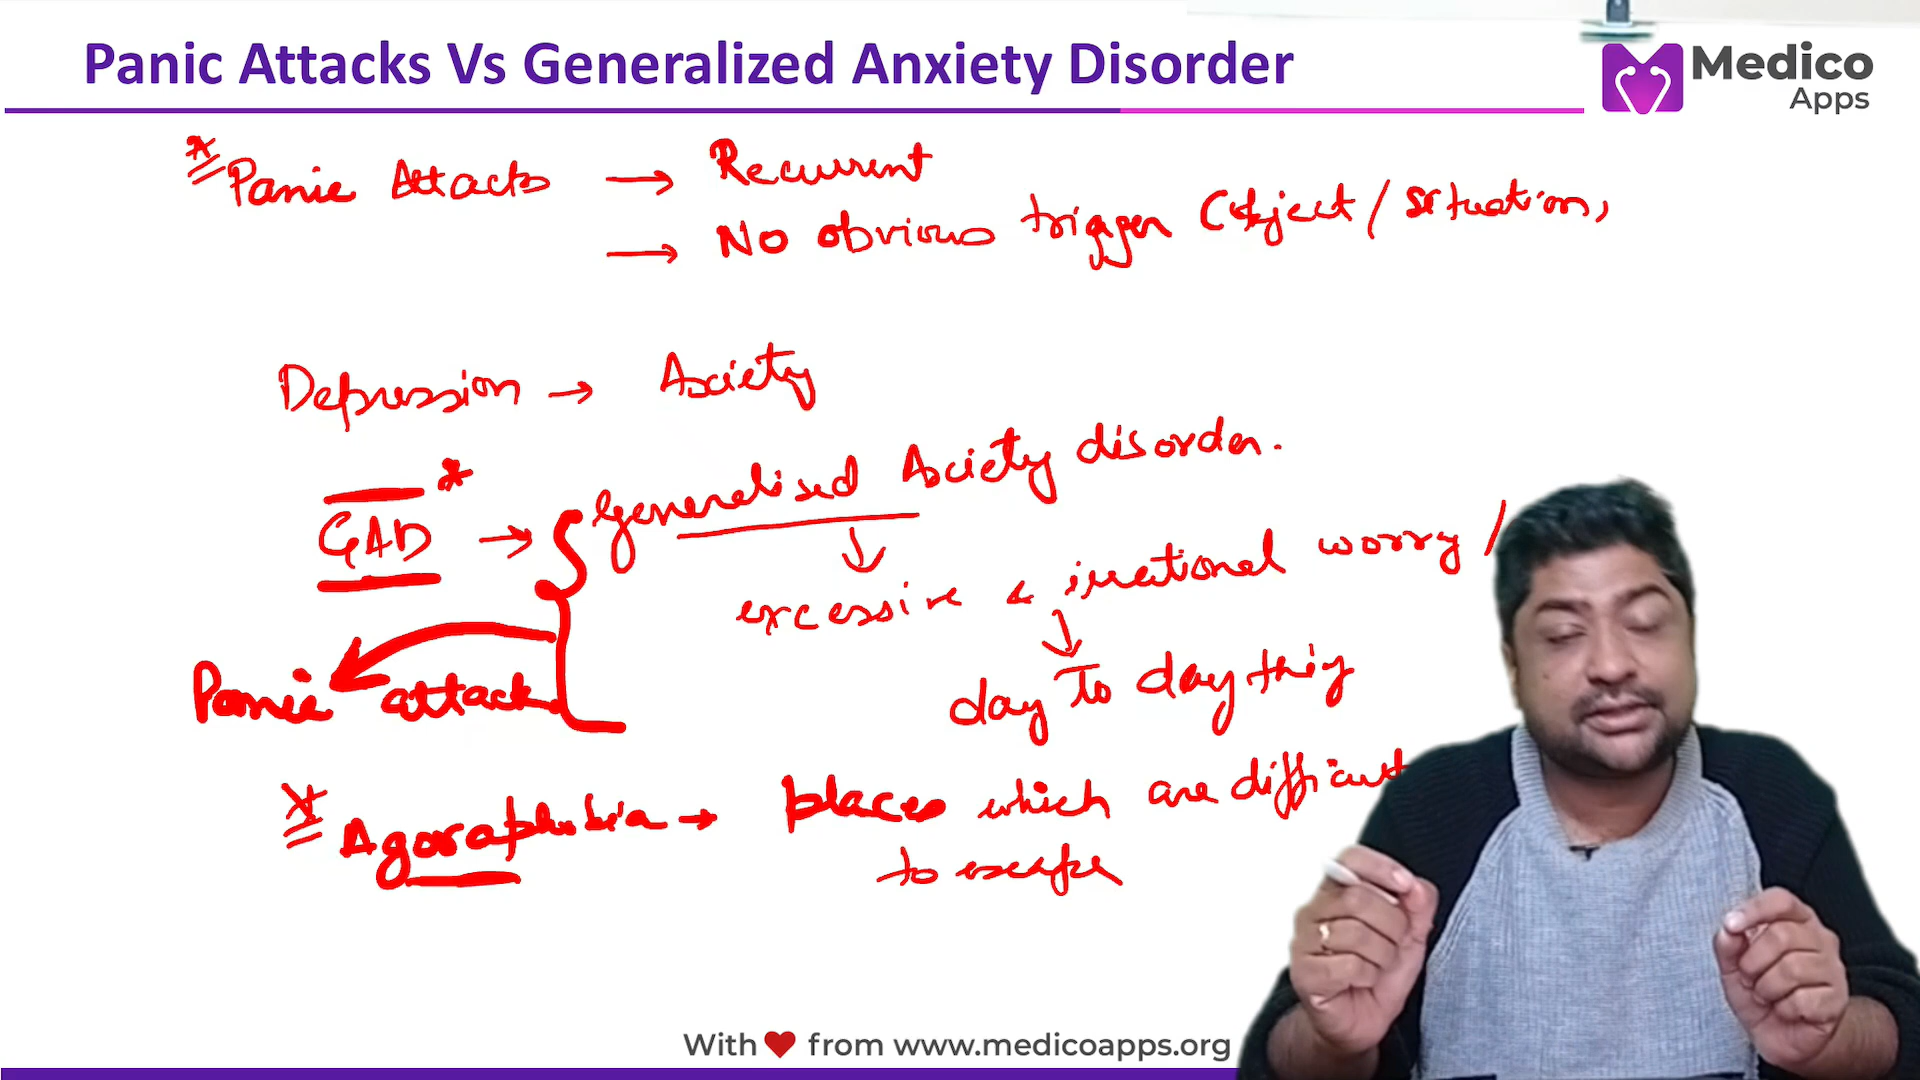 Panic Attacks Vs Generalized Anxiety Disorder
Medico
Apps
Panic Attacks → Recurrent
→ No obvious trigger (Object / situation,
Depression → Axiety
GAD → Generalised Axiety disorder.
excessive & irrational worry /
day to day thing
Panic attack
Agoraphobia → places which are difficult
to escape
With ❤ from www.medicoapps.org